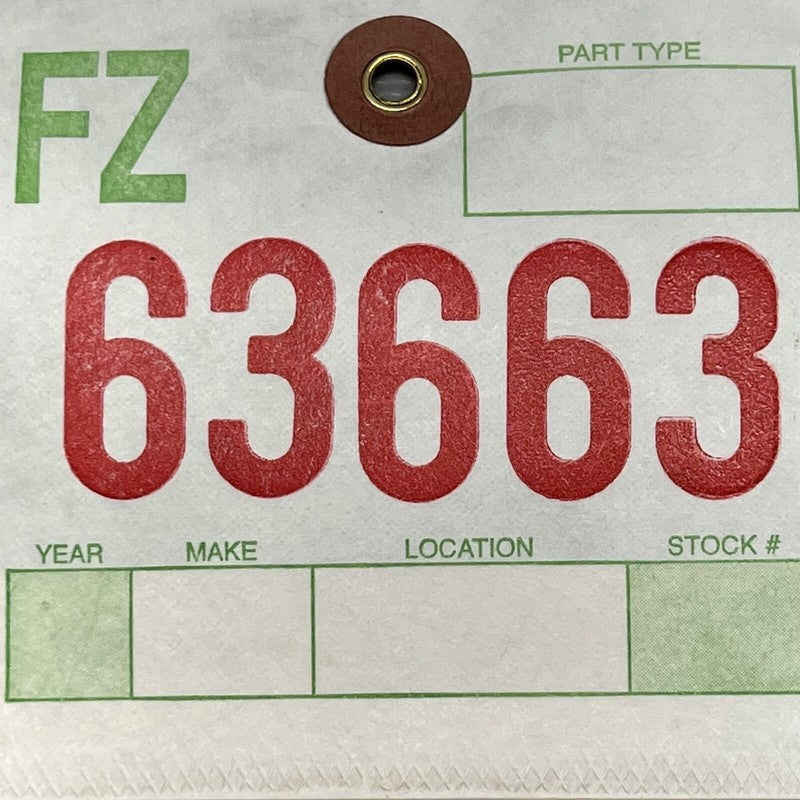 FZ
PART TYPE
63663
YEAR MAKE LOCATION STOCK #